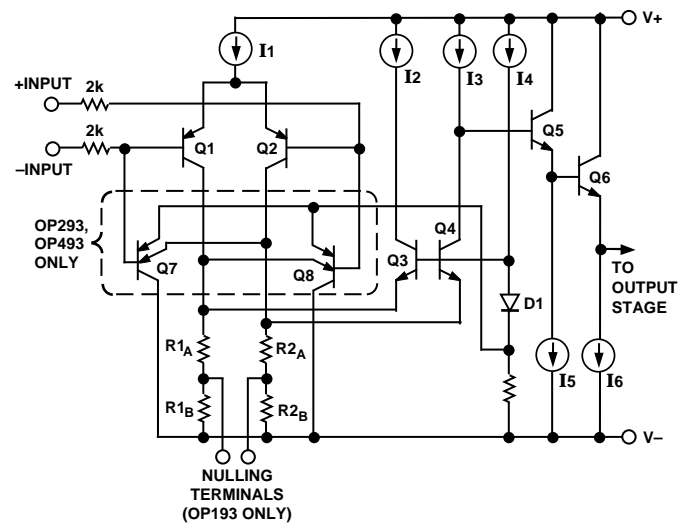 V+
I1
I2
I3
I4
+INPUT
2k
–INPUT
2k
Q1
Q2
Q5
Q6
OP293,
OP493
ONLY
Q7
Q8
Q3
Q4
TO
OUTPUT
STAGE
D1
R1A
R2A
I5
I6
R1B
R2B
V–
NULLING
TERMINALS
(OP193 ONLY)